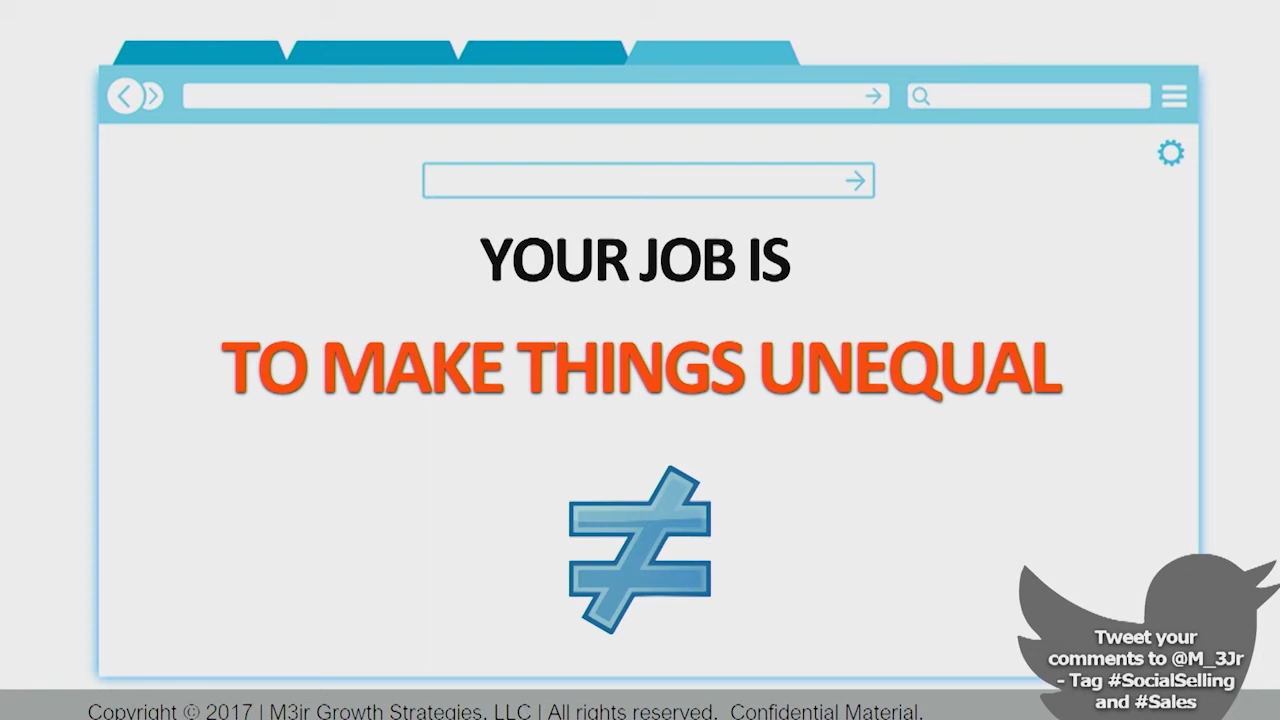 YOUR JOB IS
TO MAKE THINGS UNEQUAL
≠
Tweet your
comments to @M_3Jr
- Tag #SocialSelling
and #Sales
Copyright © 2017 | M3jr Growth Strategies, LLC | All rights reserved.  Confidential Material.